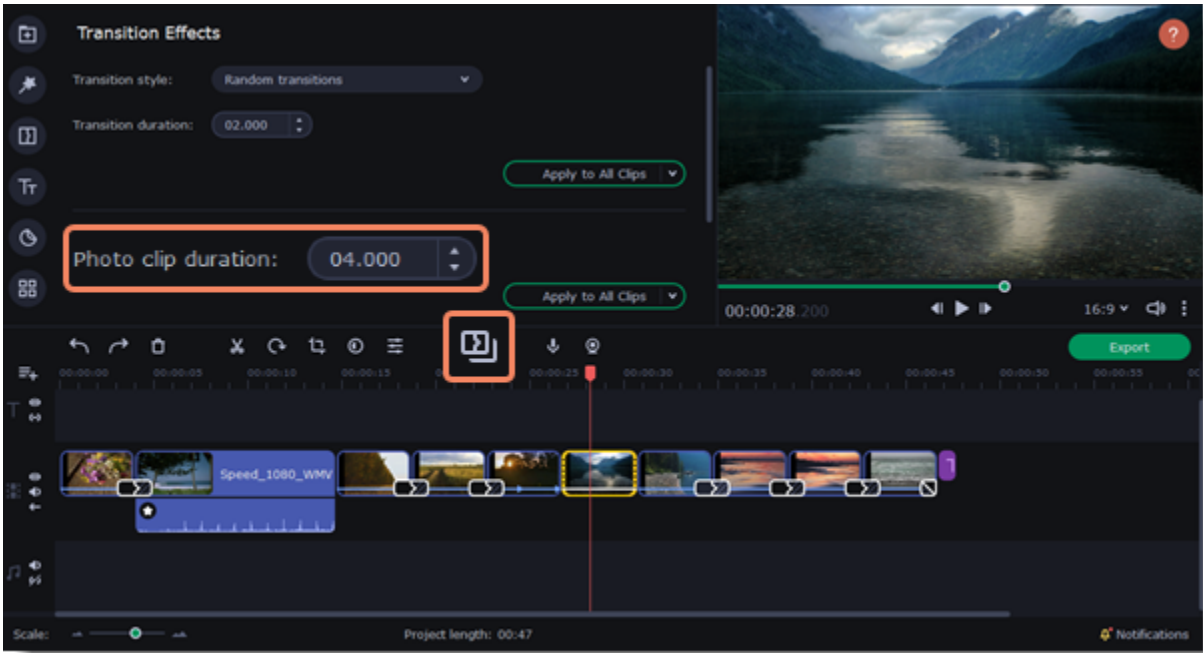 Transition Effects
?
Transition style: Random transitions
Transition duration: 02.000
Tт
Apply to All Clips
Photo clip duration: 04.000
Apply to All Clips
00:00:28.200
16:9
Export
00:00:00 00:00:05 00:00:10 00:00:15 00:00:25 00:00:30 00:00:35 00:00:40 00:00:45 00:00:50 00:00:55
T
Speed_1080_WMV
Scale:
Project length: 00:47
Notifications